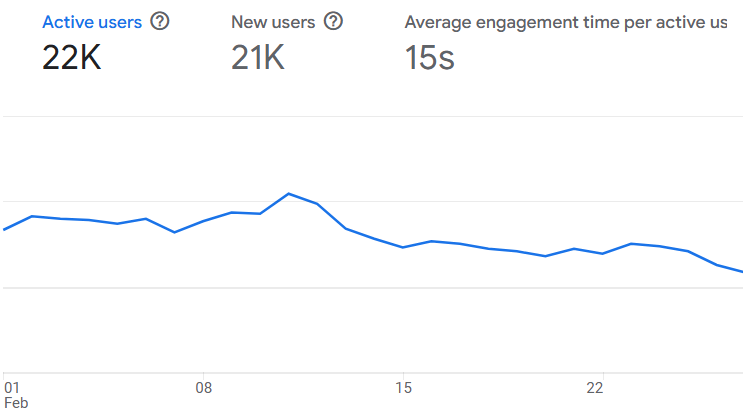 Active users New users Average engagement time per active us
22K 21K 15s
01 08 15 22
Feb